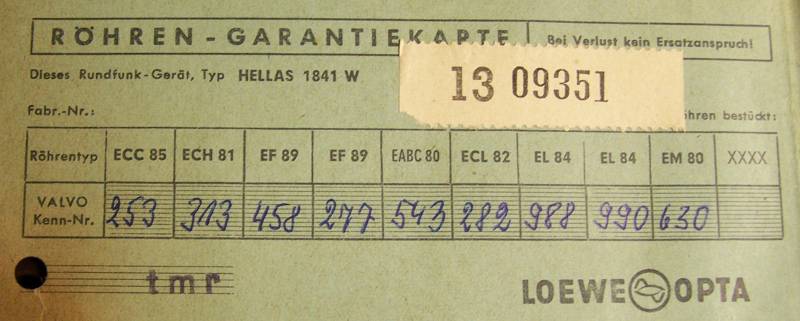 RÖHREN-GARANTIEKARTE Bei Verlust kein Ersatzanspruch!
Dieses Rundfunk-Gerät, Typ HELLAS 1841 W
13 09351
Fabr.-Nr.: bestückt:
Röhrentyp ECC 85 ECH 81 EF 89 EF 89 EABC 80 ECL 82 EL 84 EL 84 EM 80 XXXX
VALVO Kenn-Nr. 253 313 458 277 543 282 988 990 630
tmr LOEWE OPTA